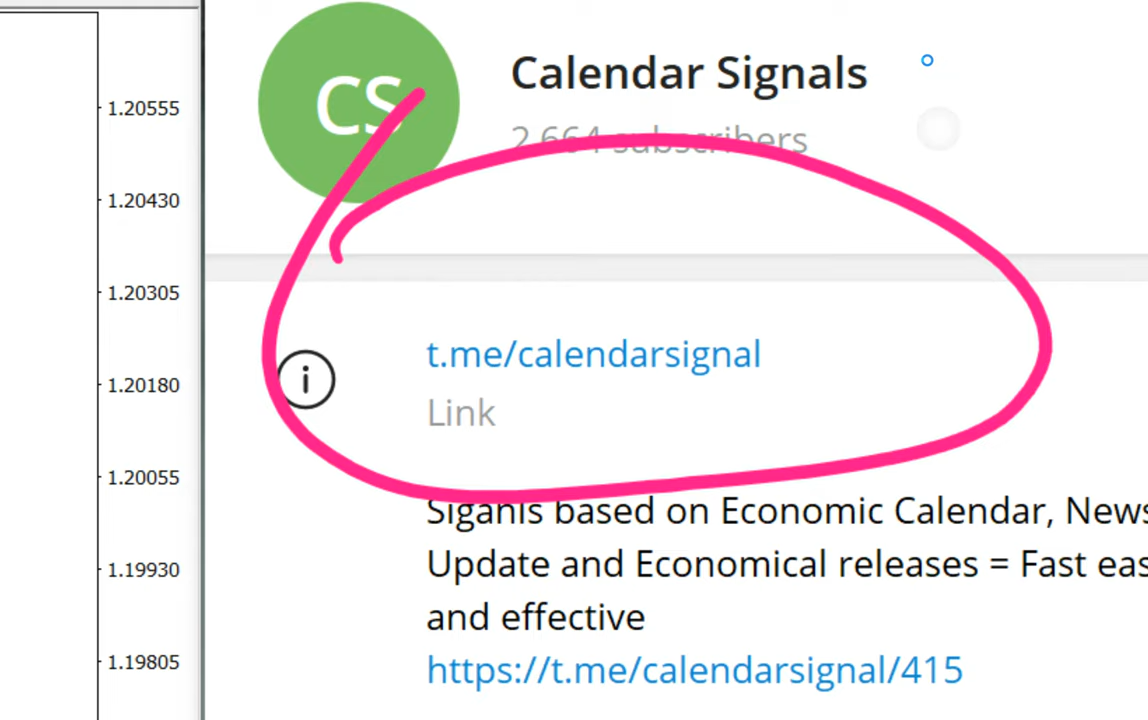 1.20555
1.20430
1.20305
1.20180
1.20055
1.19930
1.19805
CS
Calendar Signals
2 664 subscribers
t.me/calendarsignal
Link
Siganls based on Economic Calendar, News
Update and Economical releases = Fast eas
and effective
https://t.me/calendarsignal/415